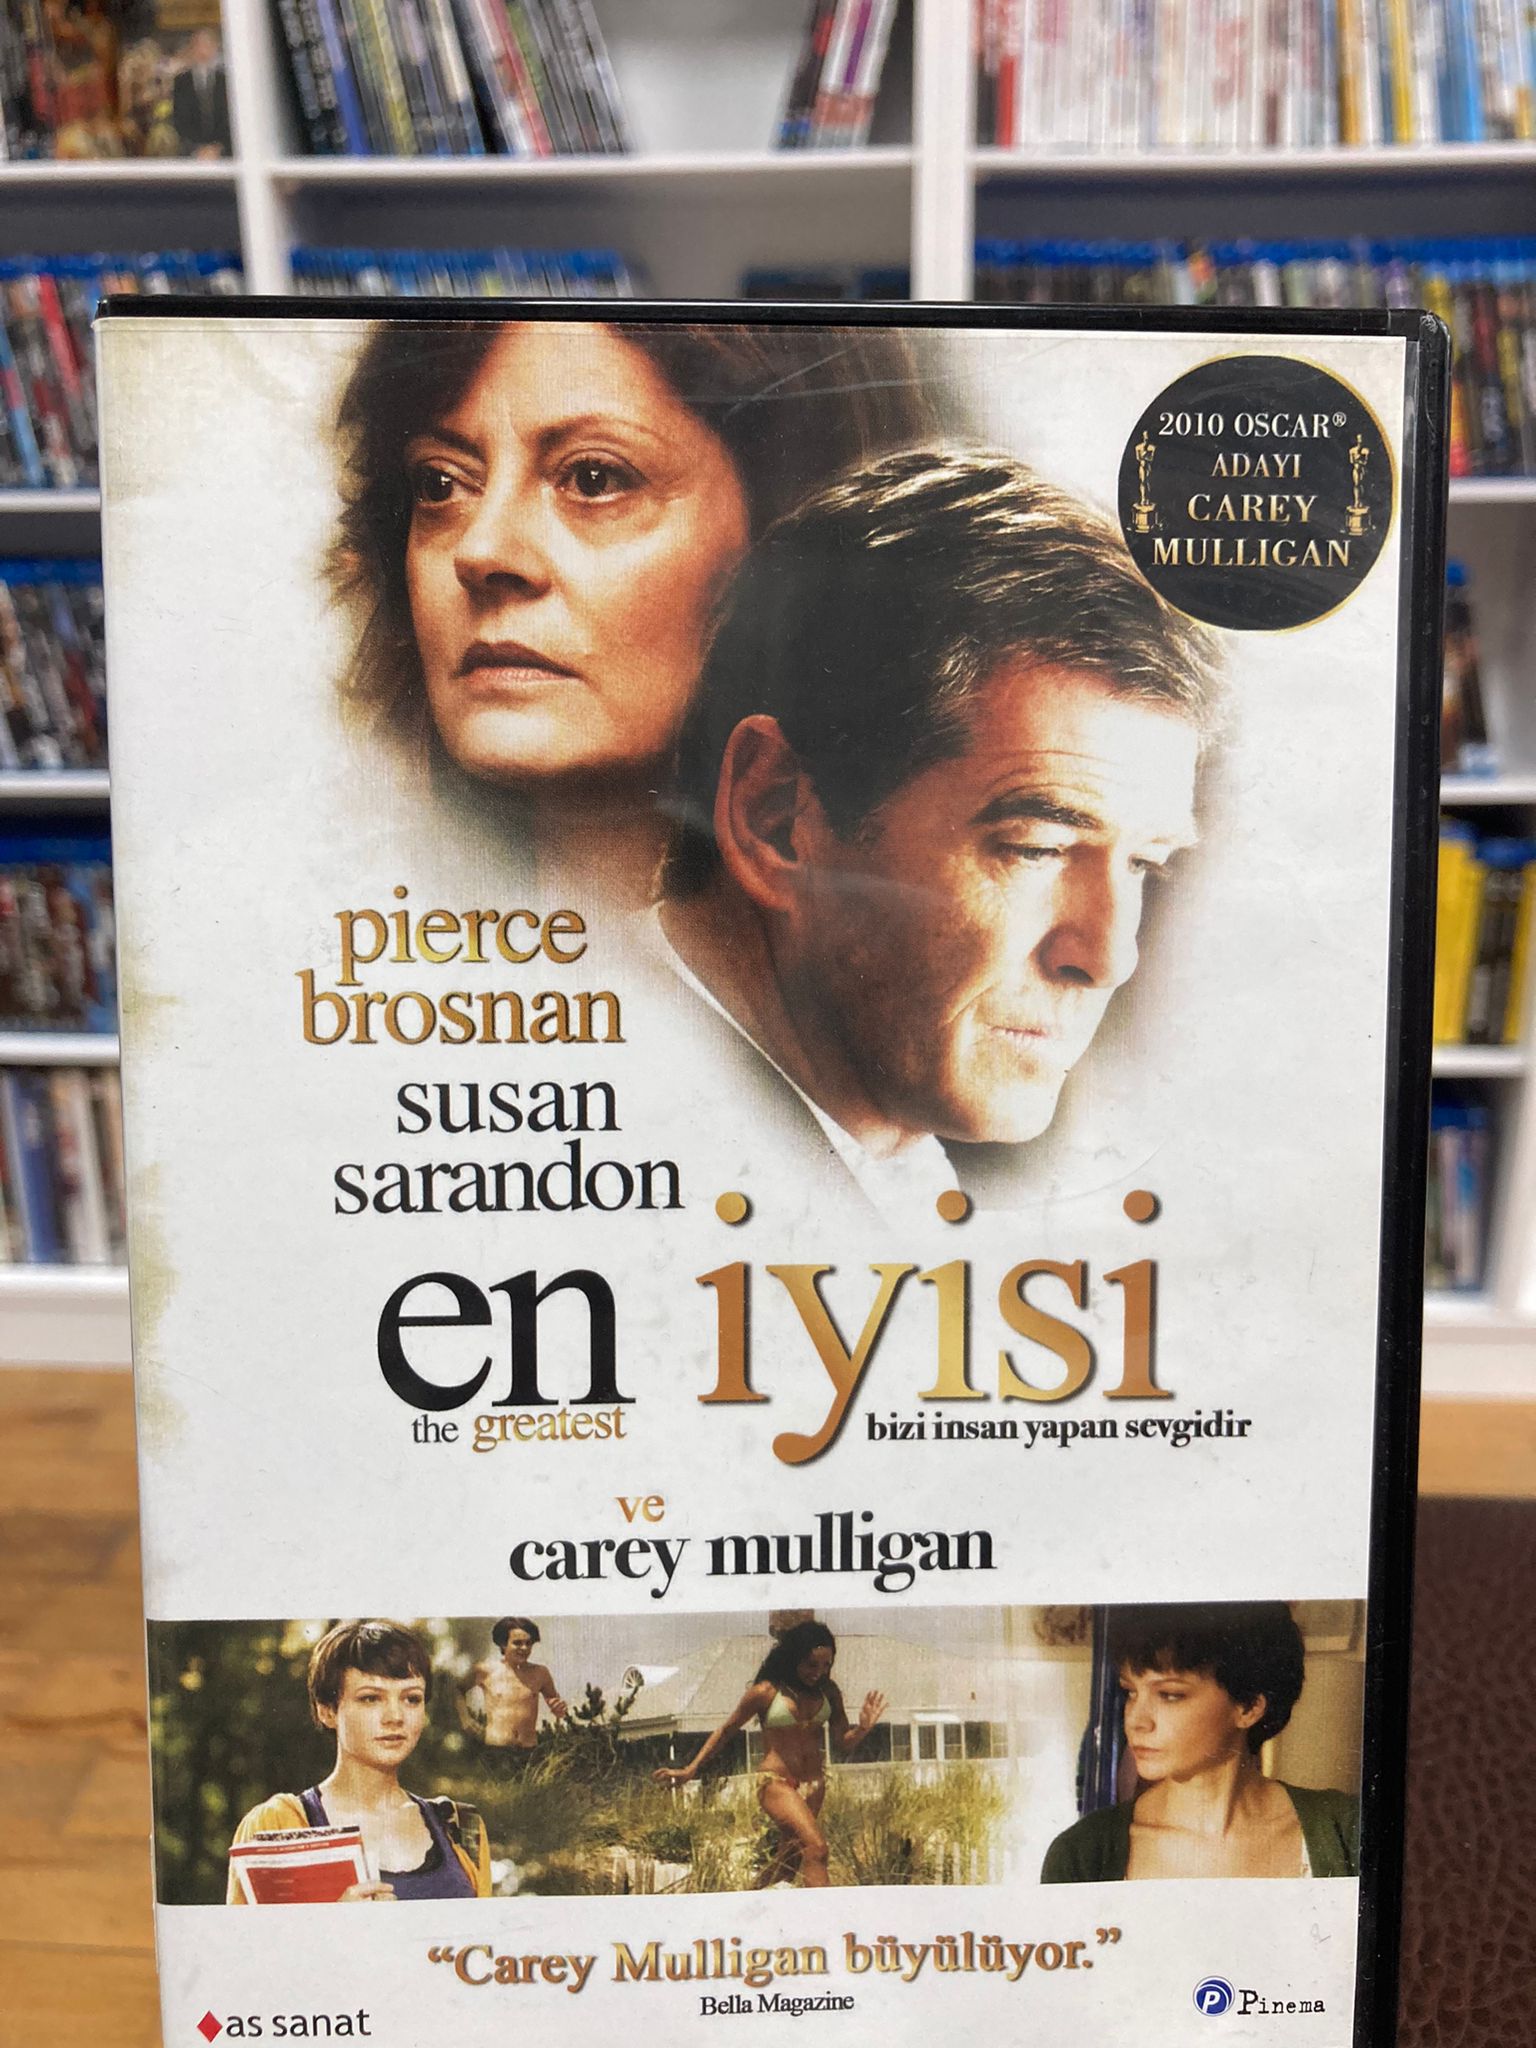 2010 OSCAR®
ADAYI
CAREY
MULLIGAN
pierce
brosnan
susan
sarandon
en iyisi
the greatest
bizi insan yapan sevgidir
ve
carey mulligan
“Carey Mulligan büyülüyor.”
Bella Magazine
as sanat
P Pinema